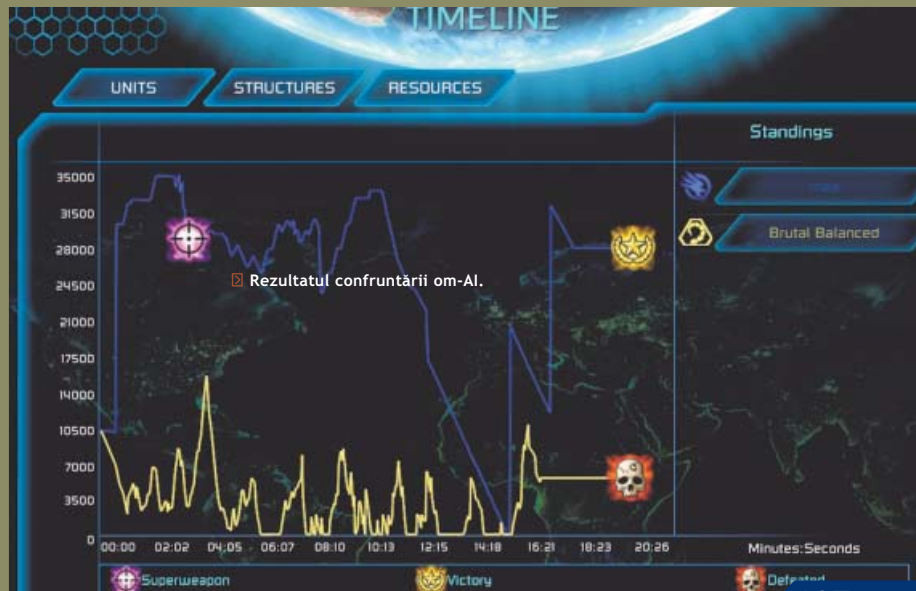 TIMELINE
UNITS STRUCTURES RESOURCES
Standings
Brutal Balanced
35000
31500
28000
24500
21000
17500
14000
10500
7000
3500
0
Rezultatul confruntării om-AI.
00:00 02:02 04:05 06:07 08:10 10:13 12:15 14:18 16:21 18:23 20:26
Minutes:Seconds
Superweapon Victory Defeated